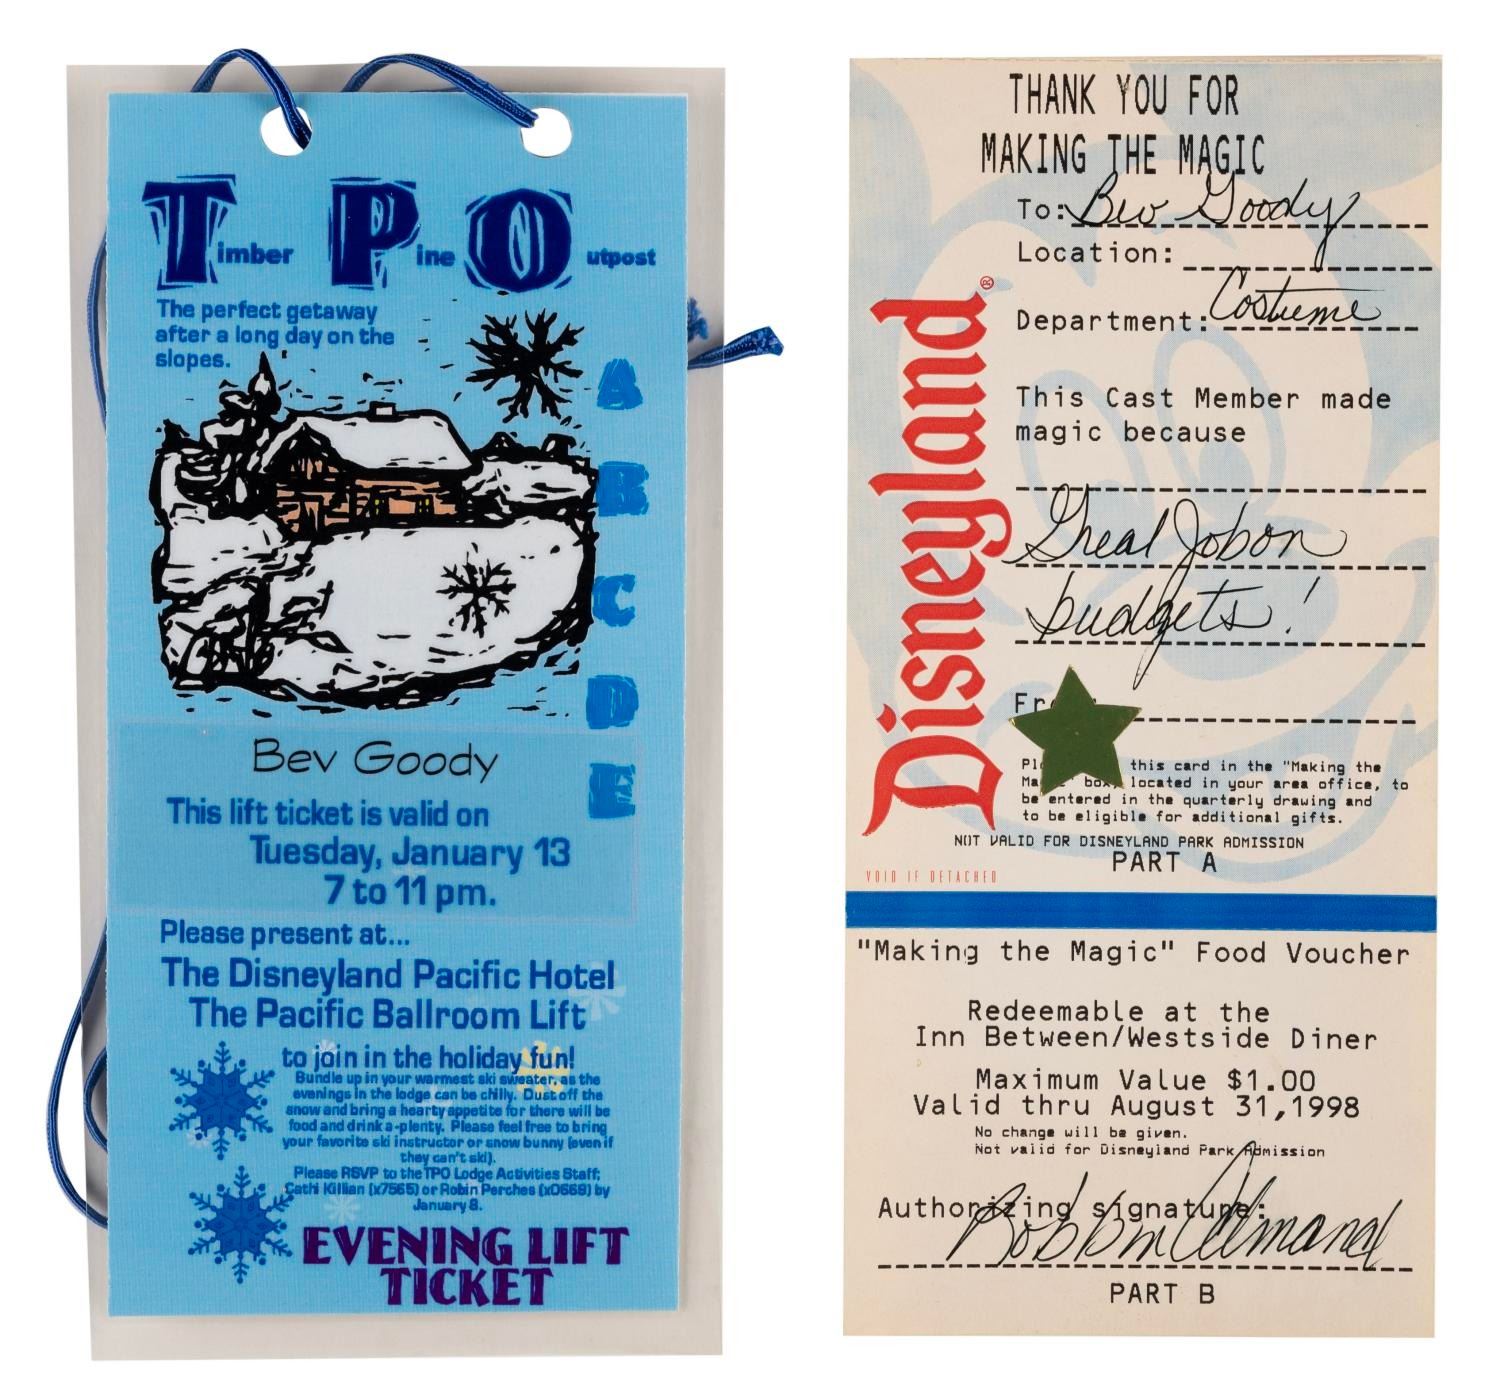 Timber Pine Outpost
The perfect getaway
after a long day on the
slopes.
ARCDE
Bev Goody
This lift ticket is valid on
Tuesday, January 13
7 to 11 pm.
Please present at...
The Disneyland Pacific Hotel
The Pacific Ballroom Lift
to join in the holiday fun!
Bundle up in your warmest ski sweater, as the
evenings in the lodge can be chilly. Dust off the
snow and bring a hearty appetite for there will be
food and drink a-plenty. Please feel free to bring
your favorite ski instructor or snow bunny (even if
they can't ski).
Please RSVP to the TPO Lodge Activities Staff;
Cathi Killian (x7565) or Robin Perches (x0668) by
January 8.
EVENING LIFT
TICKET
THANK YOU FOR
MAKING THE MAGIC
To: Bev Goody
Location:
Department: Costume
This Cast Member made
magic because
Great Job on
budgets!
Disneyland®
this card in the "Making the
box, located in your area office, to
be entered in the quarterly drawing and
to be eligible for additional gifts.
NOT VALID FOR DISNEYLAND PARK ADMISSION
PART A
VOID IF DETACHED
"Making the Magic" Food Voucher
Redeemable at the
Inn Between/Westside Diner
Maximum Value $1.00
Valid thru August 31,1998
No change will be given.
Not valid for Disneyland Park Admission
Authorizing signature:
PART B